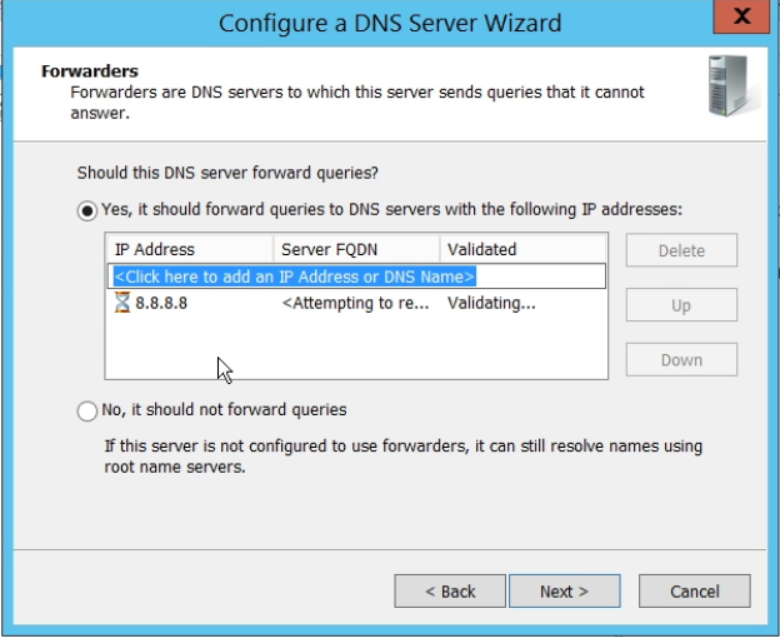 Configure a DNS Server Wizard
X
Forwarders
Forwarders are DNS servers to which this server sends queries that it cannot
answer.
Should this DNS server forward queries?
Yes, it should forward queries to DNS servers with the following IP addresses:
IP Address Server FQDN Validated
<Click here to add an IP Address or DNS Name>
8.8.8.8 <Attempting to re... Validating...
Delete
Up
Down
No, it should not forward queries
If this server is not configured to use forwarders, it can still resolve names using
root name servers.
< Back Next > Cancel